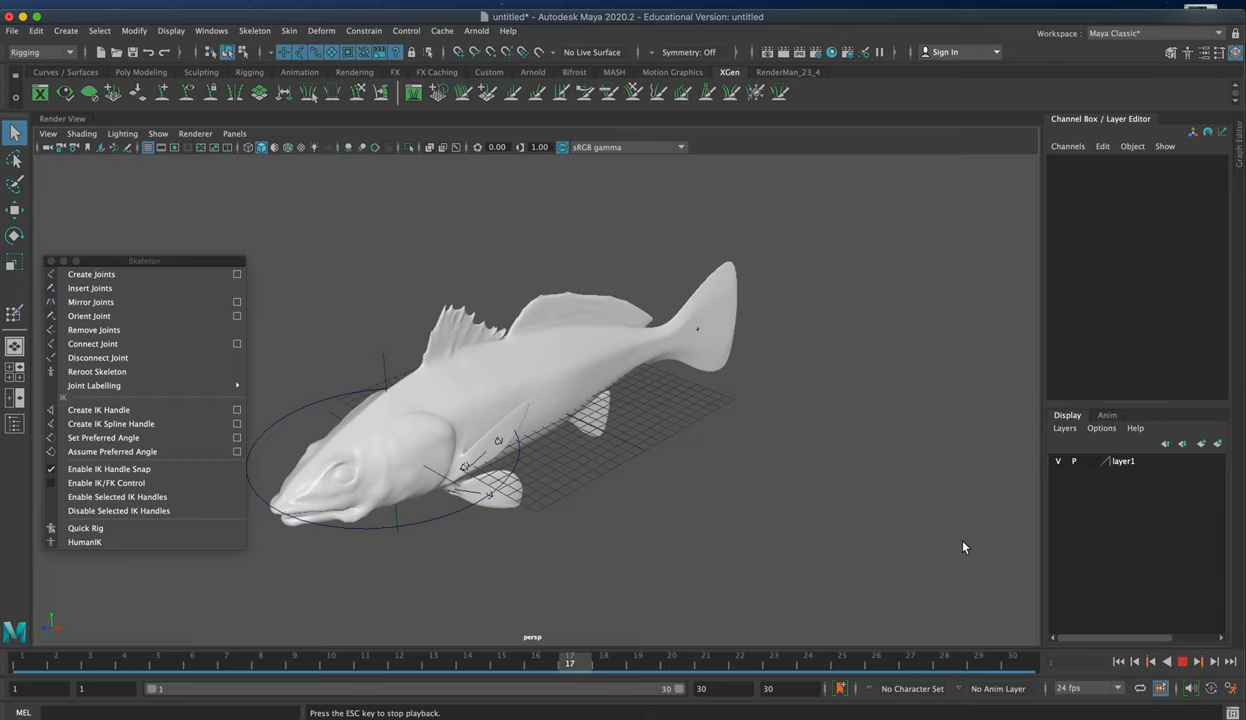 untitled* - Autodesk Maya 2020.2 - Educational Version: untitled
File Edit Create Select Modify Display Windows Skeleton Skin Deform Constrain Control Cache Arnold Help
Workspace : Maya Classic*
Rigging
No Live Surface
Symmetry: Off
Sign In
Curves / Surfaces Poly Modeling Sculpting Rigging Animation Rendering FX FX Caching Custom Arnold Bifrost MASH Motion Graphics XGen RenderMan_23_4
Render View
View Shading Lighting Show Renderer Panels
0.00 1.00 sRGB gamma
Skeleton
Create Joints
Insert Joints
Mirror Joints
Orient Joint
Remove Joints
Connect Joint
Disconnect Joint
Reroot Skeleton
Joint Labelling
IK
Create IK Handle
Create IK Spline Handle
Set Preferred Angle
Assume Preferred Angle
Enable IK Handle Snap
Enable IK/FK Control
Enable Selected IK Handles
Disable Selected IK Handles
Quick Rig
HumanIK
persp
Channel Box / Layer Editor
Channels Edit Object Show
Graph Editor
Display Anim
Layers Options Help
V P layer1
1 2 3 4 5 6 7 8 9 10 11 12 13 14 15 16 17 18 19 20 21 22 23 24 25 26 27 28 29 30
17
1
1 1 1 30 30 30
No Character Set
No Anim Layer
24 fps
MEL
Press the ESC key to stop playback.